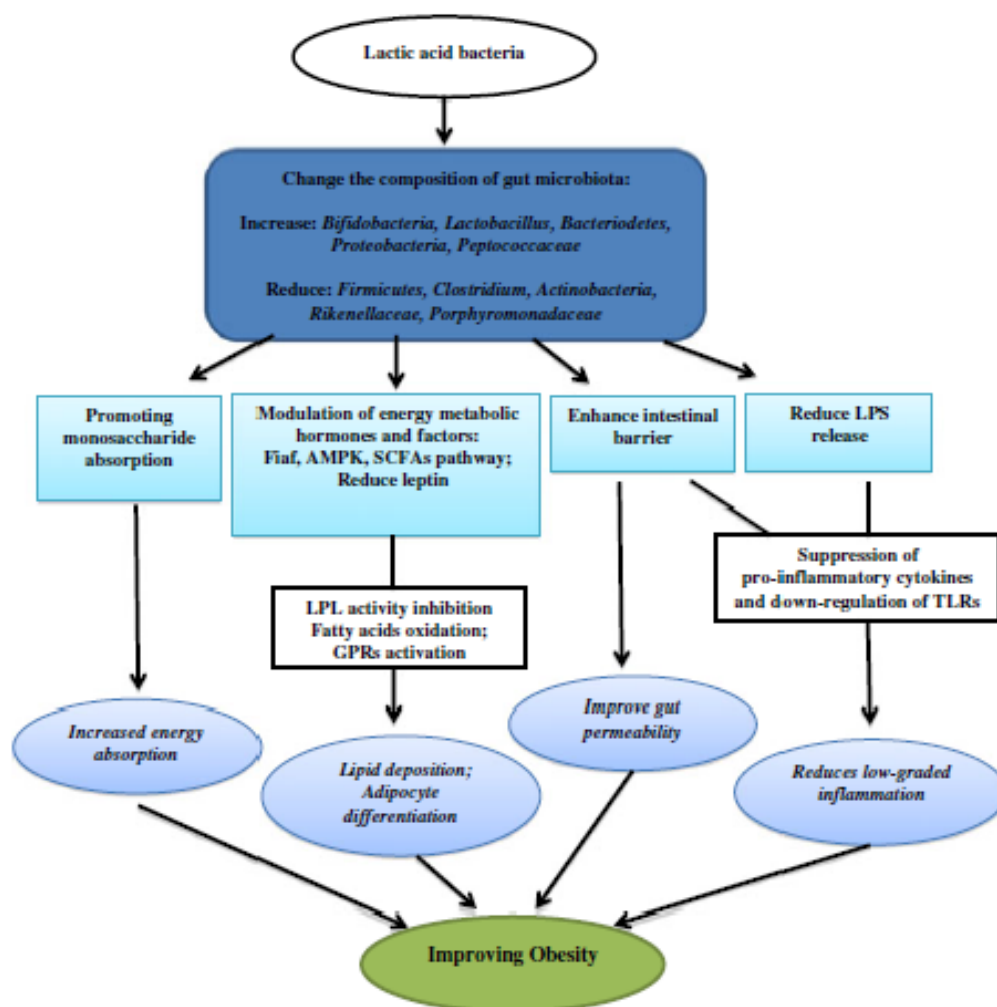 Lactic acid bacteria
Change the composition of gut microbiota:
Increase: Bifidobacteria, Lactobacillus, Bacteriodetes,
Proteobacteria, Peptococcaceae
Reduce: Firmicutes, Clostridium, Actinobacteria,
Rikenellaceae, Porphyromonadaceae
Promoting
monosaccharide
absorption
Modulation of energy metabolic
hormones and factors:
Fiaf, AMPK, SCFAs pathway;
Reduce leptin
Enhance intestinal
barrier
Reduce LPS
release
LPL activity inhibition
Fatty acids oxidation;
GPRs activation
Suppression of
pro-inflammatory cytokines
and down-regulation of TLRs
Increased energy
absorption
Lipid deposition;
Adipocyte
differentiation
Improve gut
permeability
Reduces low-graded
inflammation
Improving Obesity